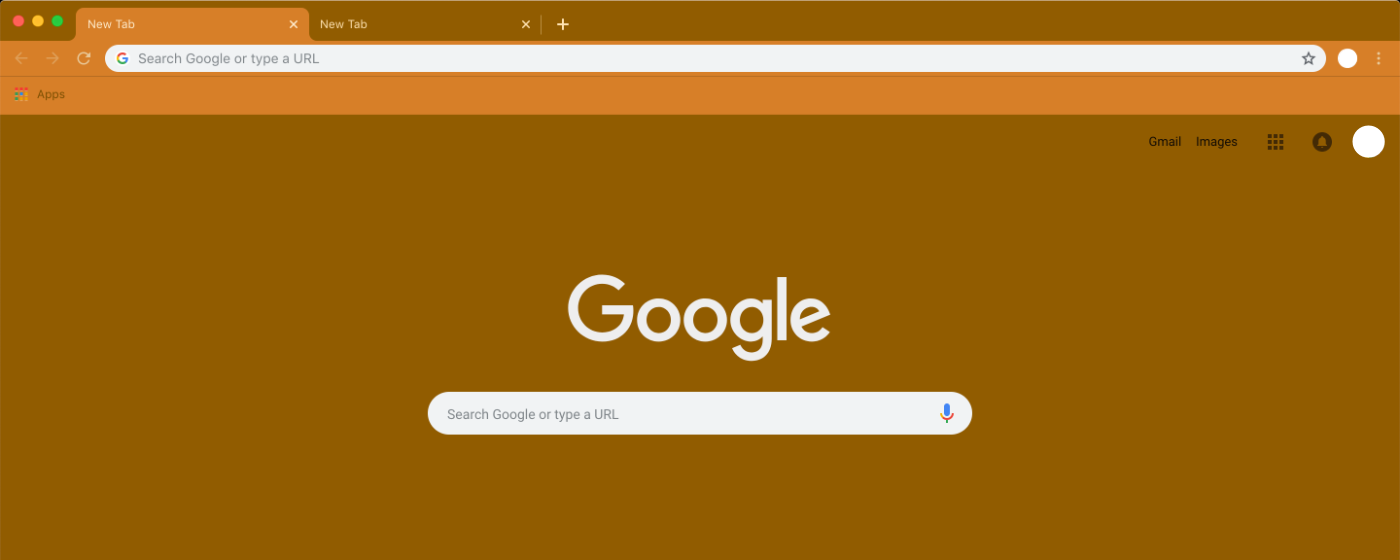 New Tab
New Tab
Search Google or type a URL
Apps
Gmail Images
Google
Search Google or type a URL